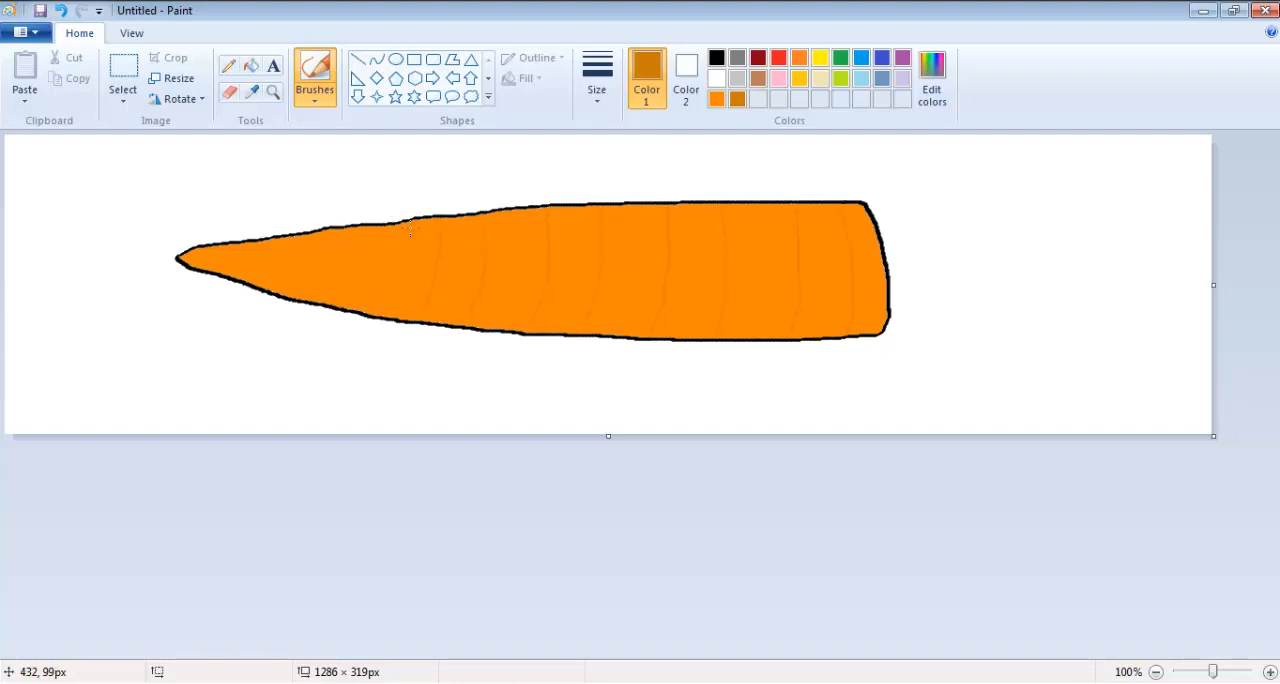 Untitled - Paint
Home View
Paste
Cut
Copy
Clipboard
Select
Crop
Resize
Rotate
Image
A
Tools
Brushes
Outline
Fill
Shapes
Size
Color 1
Color 2
Edit colors
Colors
432, 99px
1286 × 319px
100%